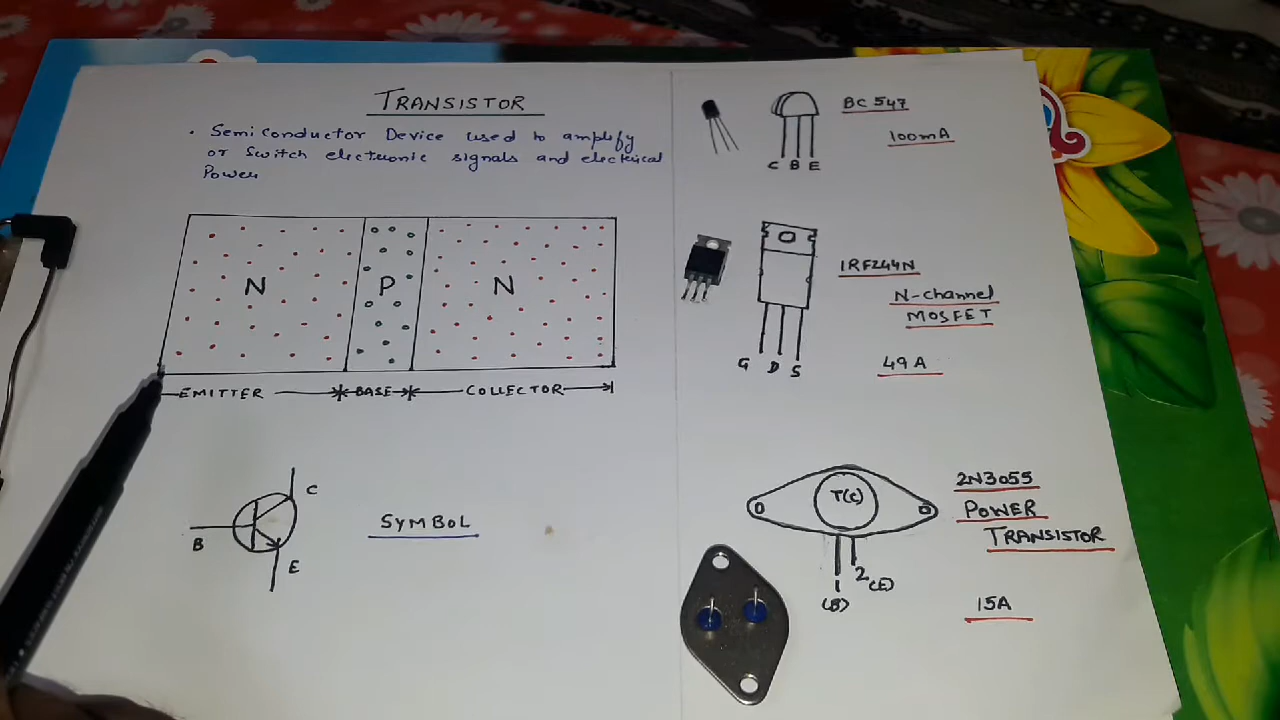 TRANSISTOR
• Semiconductor Device used to amplify
or Switch electronic signals and electrical
Power
N P N
EMITTER BASE COLLECTOR
C
B
E
SYMBOL
BC 547
100mA
C B E
IRFZ44N
N-channel
MOSFET
49A
G D S
2N3055
POWER
TRANSISTOR
T(C)
1
(B)
2
(E)
15A